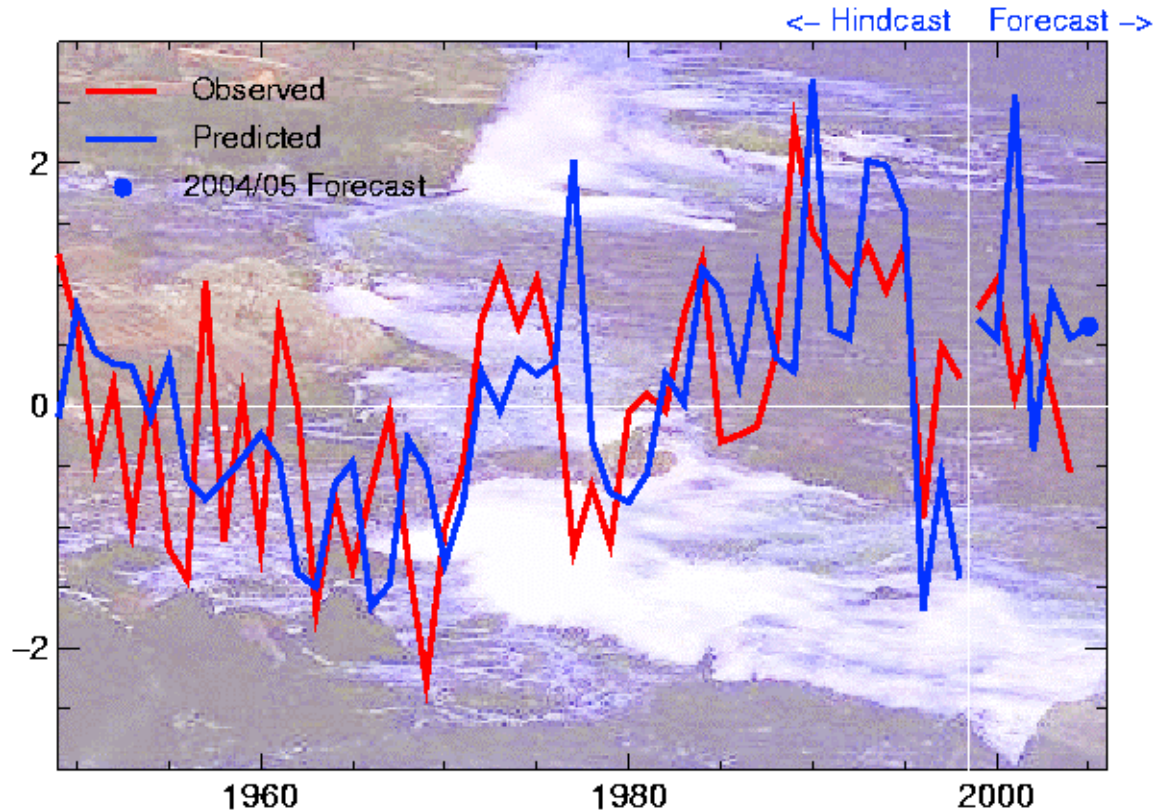 <– Hindcast Forecast –>
Observed
Predicted
2004/05 Forecast
2
0
–2
1960 1980 2000